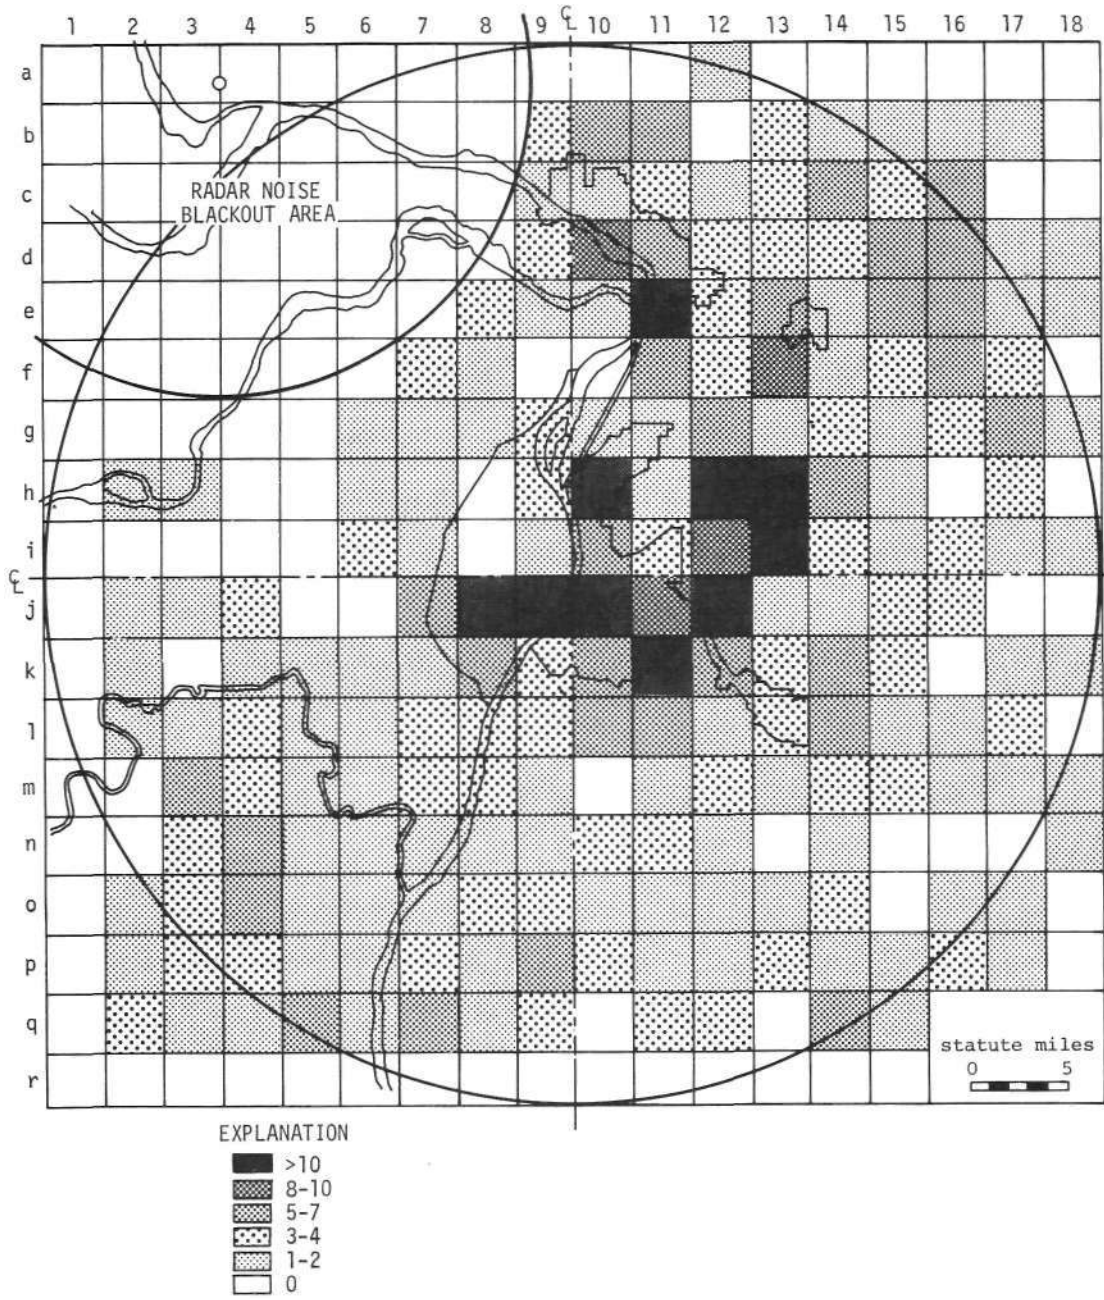 1 2 3 4 5 6 7 8 9 ℄ 10 11 12 13 14 15 16 17 18
a
b
RADAR NOISE
BLACKOUT AREA
c
d
e
f
g
h
i
℄
j
k
l
m
n
o
p
q
statute miles
0 5
r
EXPLANATION
>10
8-10
5-7
3-4
1-2
0